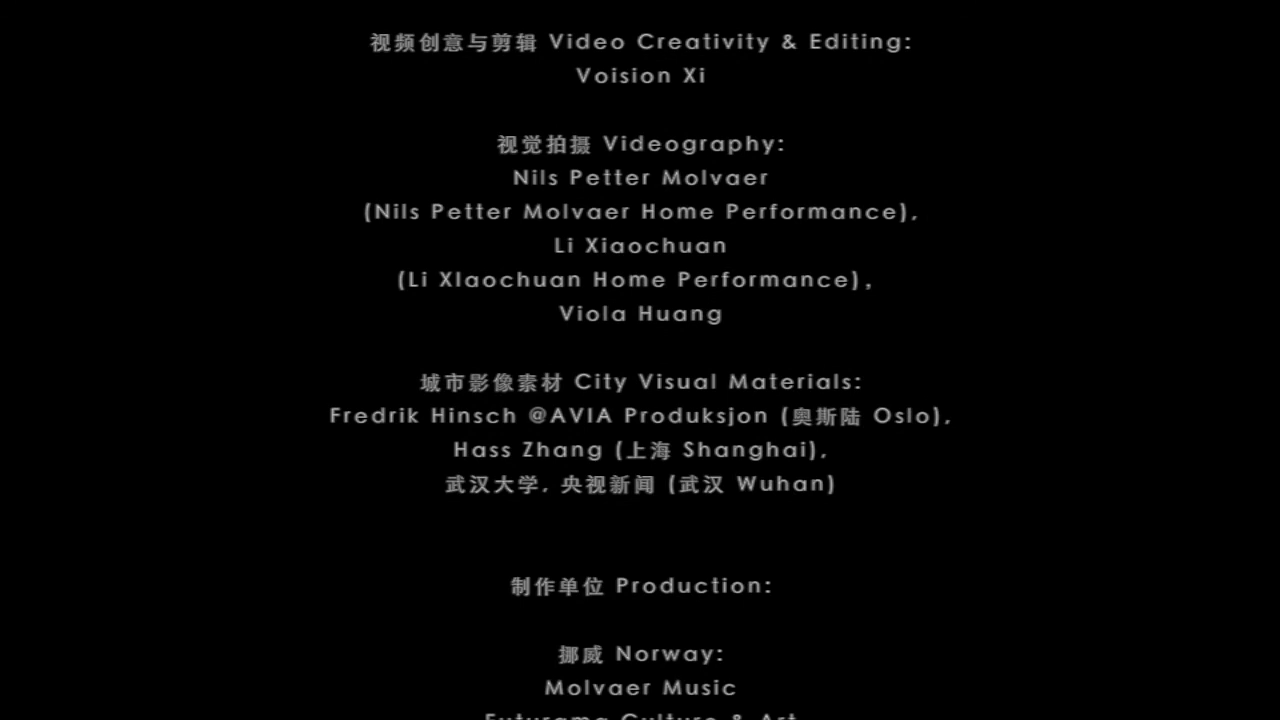 视频创意与剪辑 Video Creativity & Editing:
Voision Xi
视觉拍摄 Videography:
Nils Petter Molvaer
(Nils Petter Molvaer Home Performance),
Li Xiaochuan
(Li XIaochuan Home Performance),
Viola Huang
城市影像素材 City Visual Materials:
Fredrik Hinsch @AVIA Produksjon (奥斯陆 Oslo),
Hass Zhang (上海 Shanghai),
武汉大学, 央视新闻 (武汉 Wuhan)
制作单位 Production:
挪威 Norway:
Molvaer Music
Futurama Culture & Art